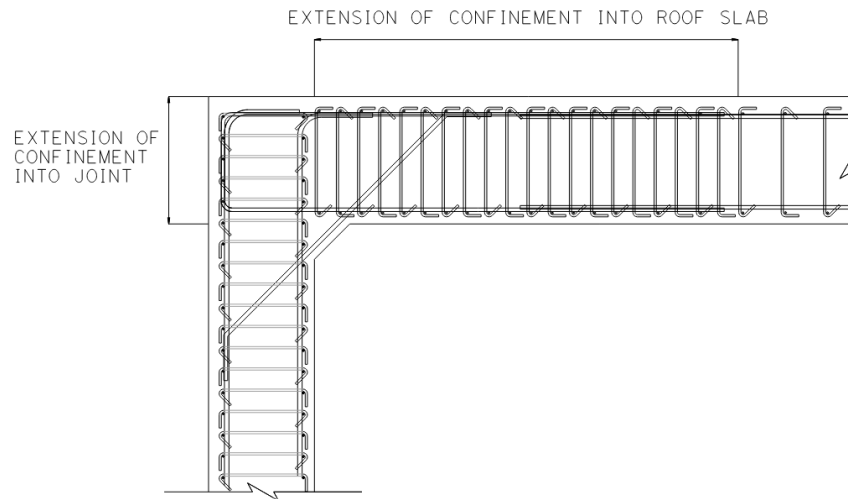 EXTENSION OF CONFINEMENT INTO ROOF SLAB
EXTENSION OF
CONFINEMENT
INTO JOINT